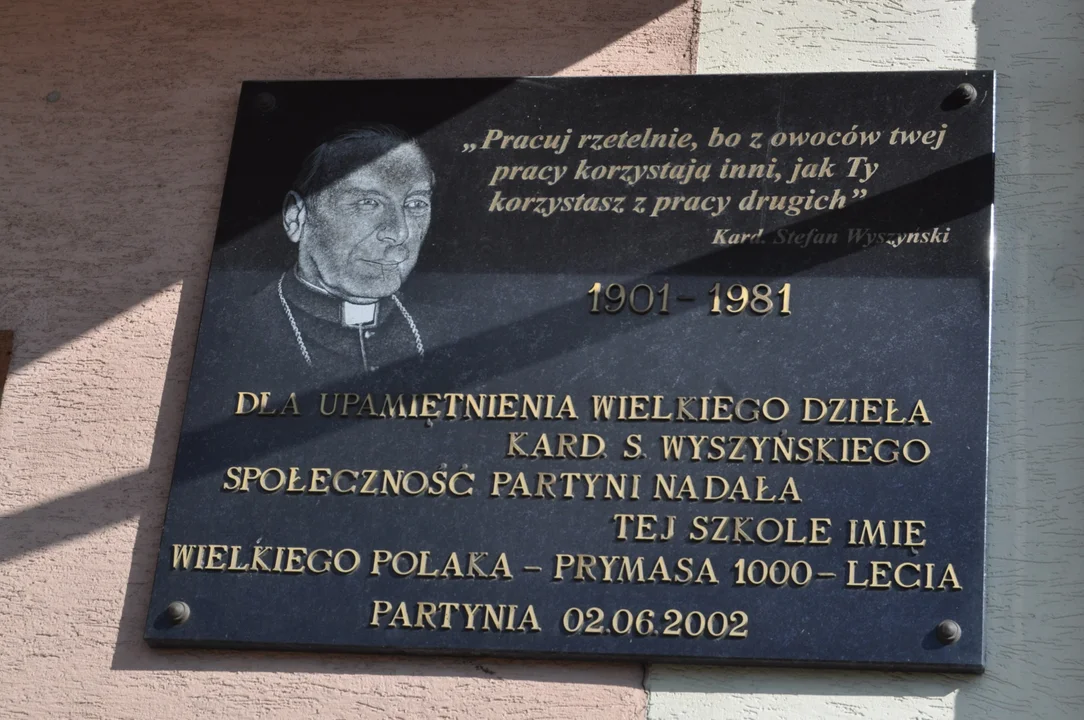 „Pracuj rzetelnie, bo z owoców twej
pracy korzystają inni, jak Ty
korzystasz z pracy drugich”
Kard. Stefan Wyszyński
1901 - 1981
DLA UPAMIĘTNIENIA WIELKIEGO DZIEŁA
KARD. S. WYSZYŃSKIEGO
SPOŁECZNOŚĆ PARTYNI NADAŁA
TEJ SZKOLE IMIĘ
WIELKIEGO POLAKA – PRYMASA 1000 – LECIA
PARTYNIA 02.06.2002